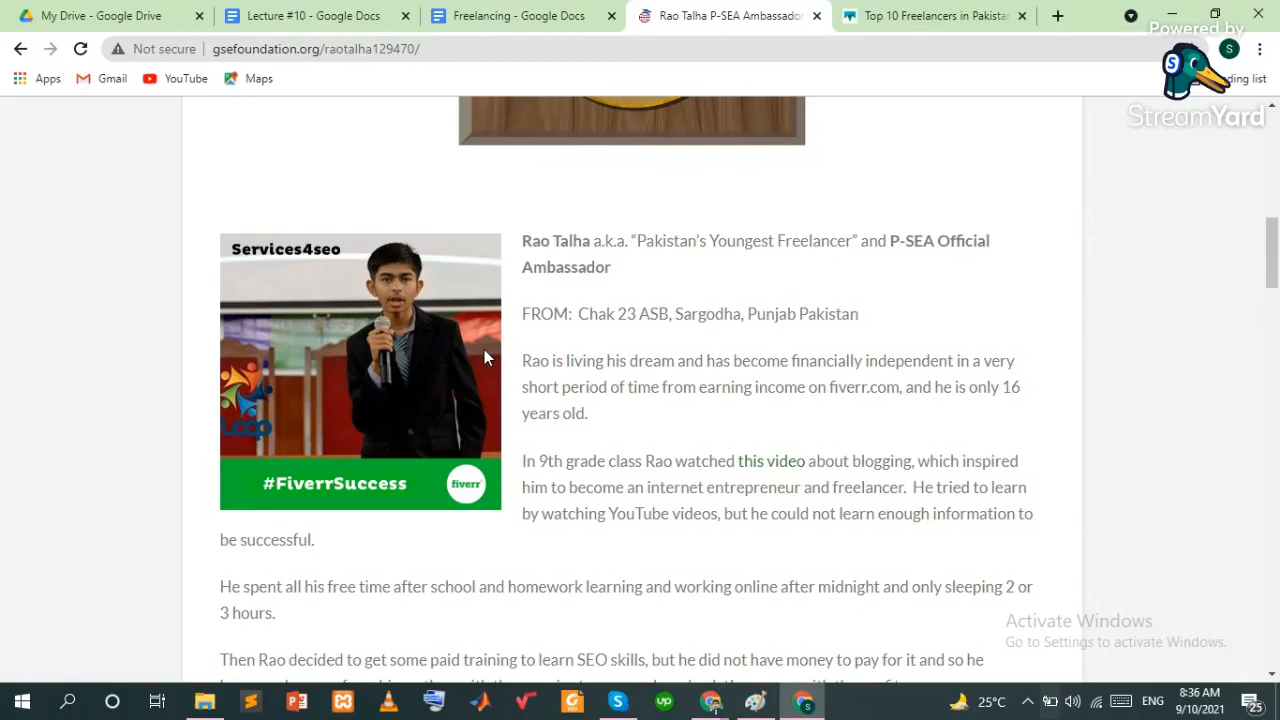 My Drive - Google Drive
Lecture #10 - Google Docs
Freelancing - Google Docs
Rao Talha P-SEA Ambassador
Top 10 Freelancers in Pakistan
Powered by
Not secure
gsefoundation.org/raotalha129470/
S
S
Apps
Gmail
YouTube
Maps
ding list
StreamYard
Services4seo
Loop
#FiverrSuccess
fiverr
Rao Talha a.k.a. “Pakistan’s Youngest Freelancer” and P-SEA Official
Ambassador
FROM: Chak 23 ASB, Sargodha, Punjab Pakistan
Rao is living his dream and has become financially independent in a very
short period of time from earning income on fiverr.com, and he is only 16
years old.
In 9th grade class Rao watched this video about blogging, which inspired
him to become an internet entrepreneur and freelancer. He tried to learn
by watching YouTube videos, but he could not learn enough information to
be successful.
He spent all his free time after school and homework learning and working online after midnight and only sleeping 2 or
3 hours.
Then Rao decided to get some paid training to learn SEO skills, but he did not have money to pay for it and so he
Activate Windows
Go to Settings to activate Windows.
up
25°C
ENG
8:36 AM
9/10/2021
25